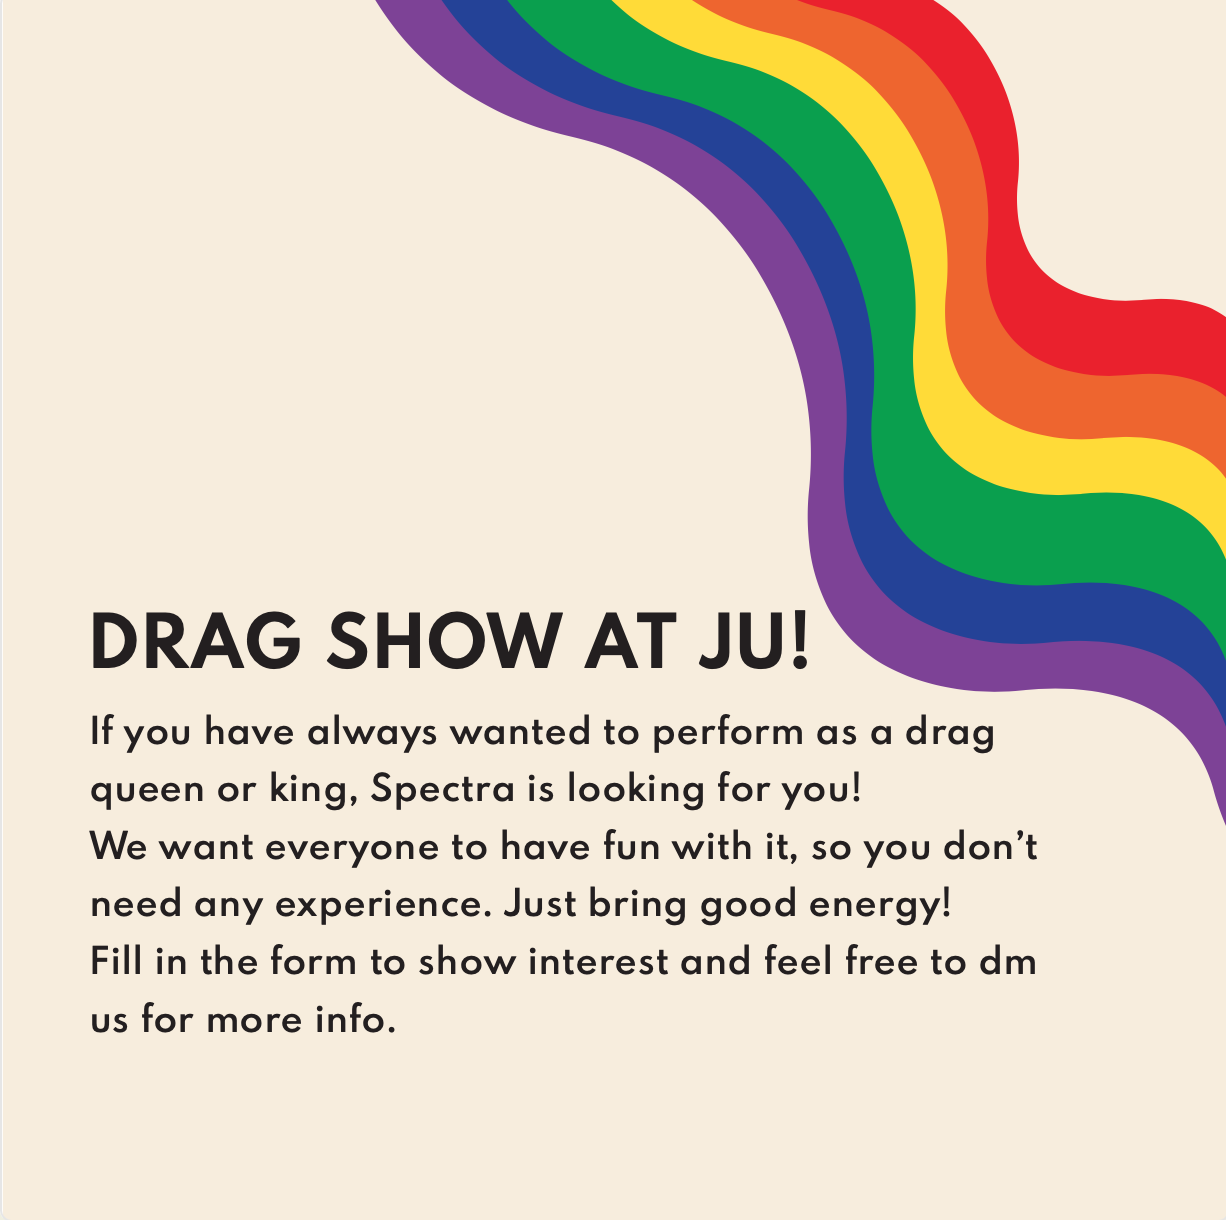 DRAG SHOW AT JU!
If you have always wanted to perform as a drag
queen or king, Spectra is looking for you!
We want everyone to have fun with it, so you don’t
need any experience. Just bring good energy!
Fill in the form to show interest and feel free to dm
us for more info.